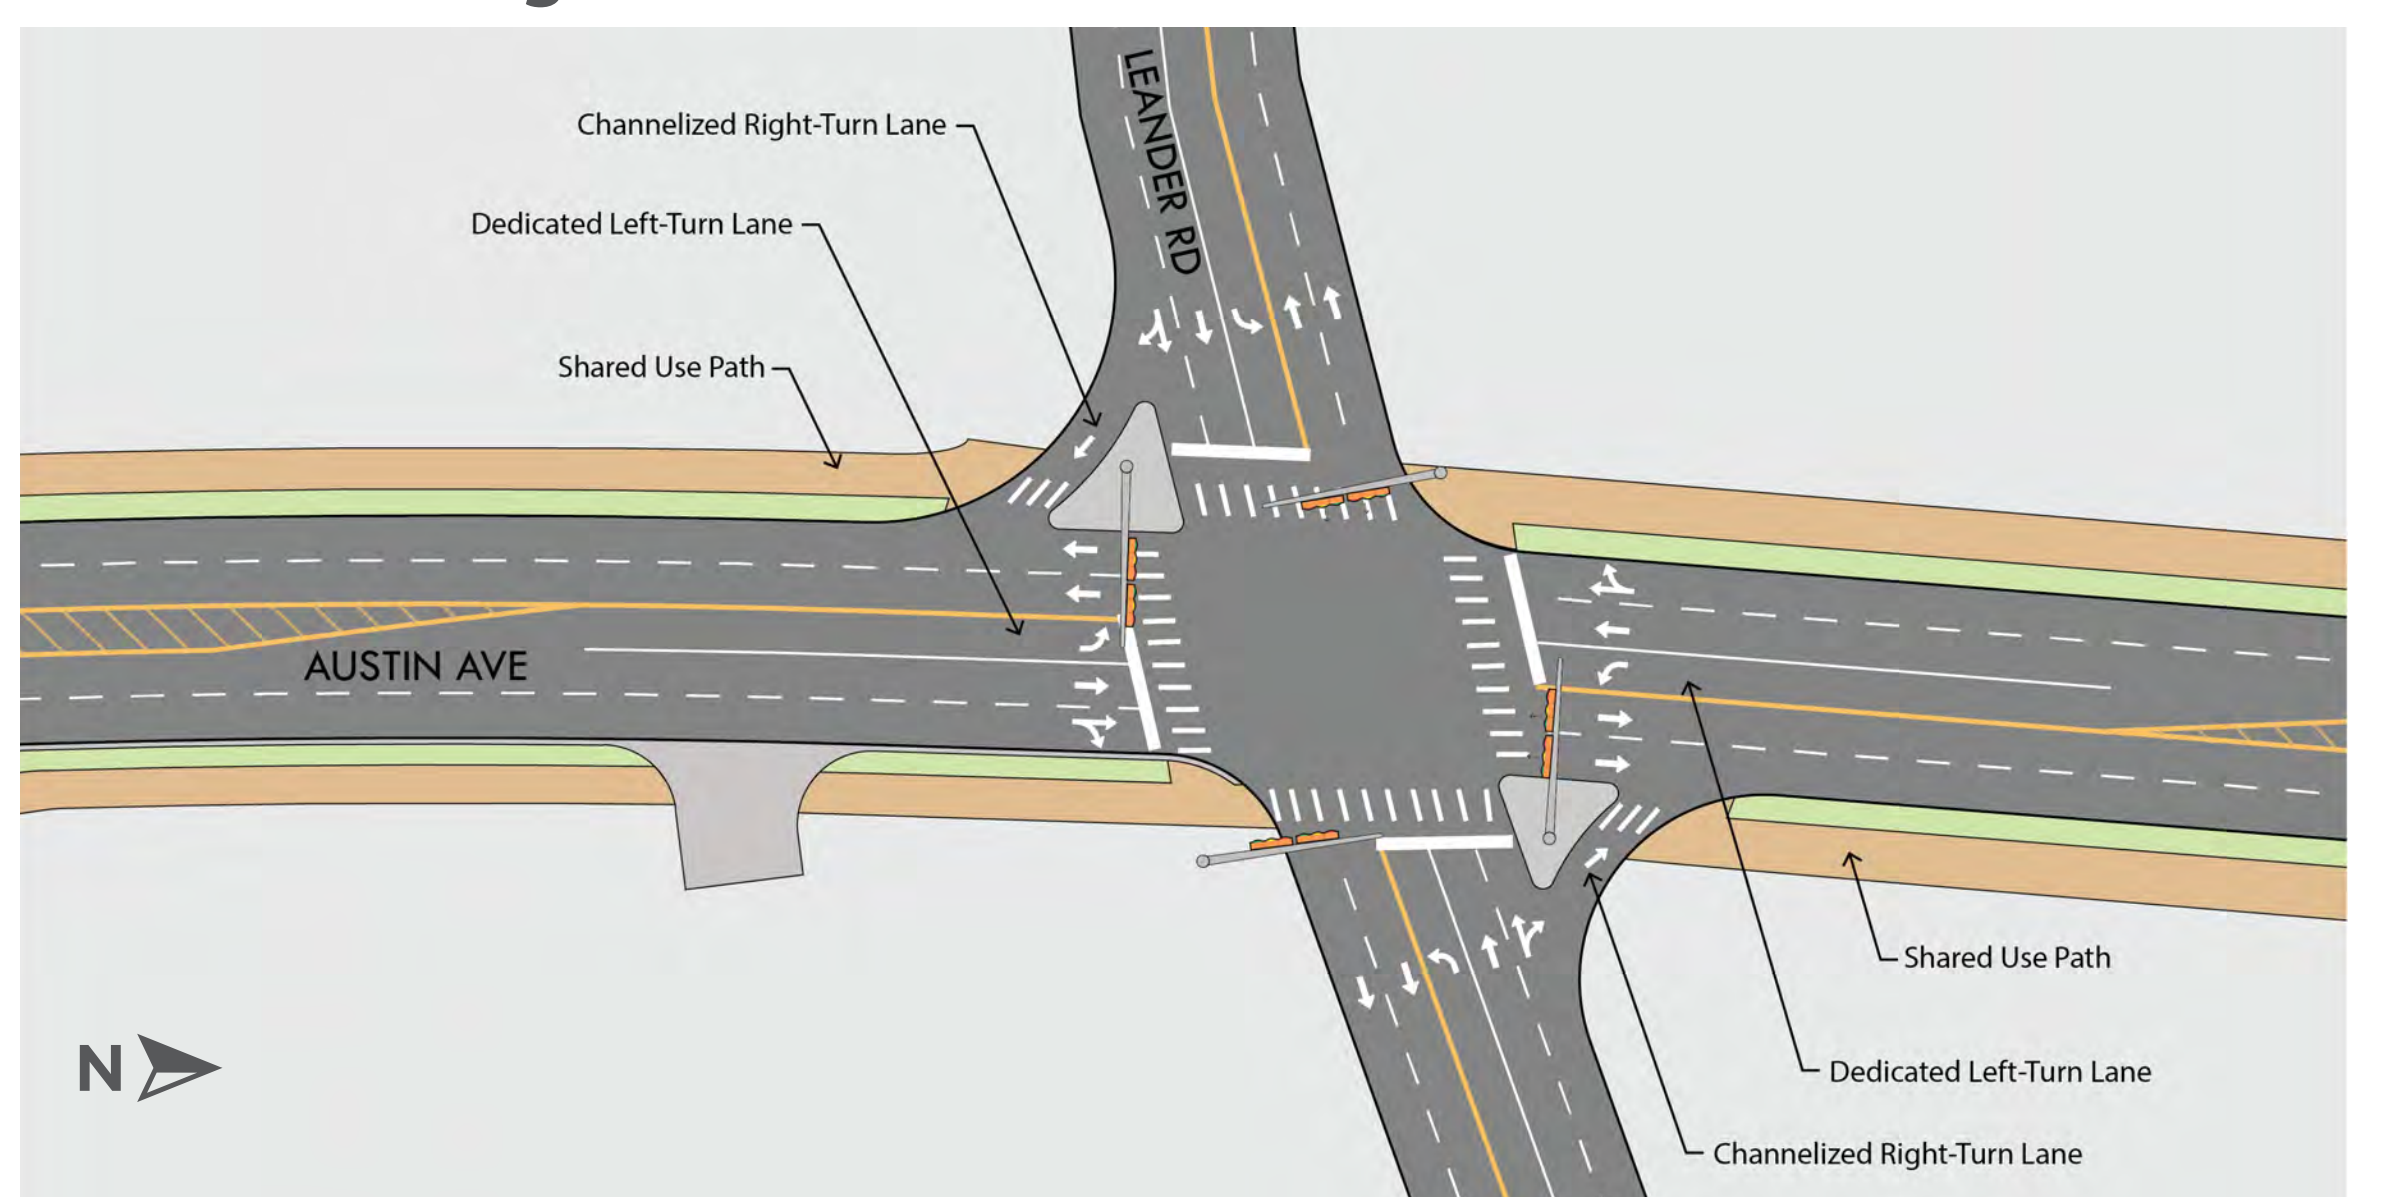 LEANDER RD
Channelized Right-Turn Lane
Dedicated Left-Turn Lane
Shared Use Path
AUSTIN AVE
Shared Use Path
N
Dedicated Left-Turn Lane
Channelized Right-Turn Lane